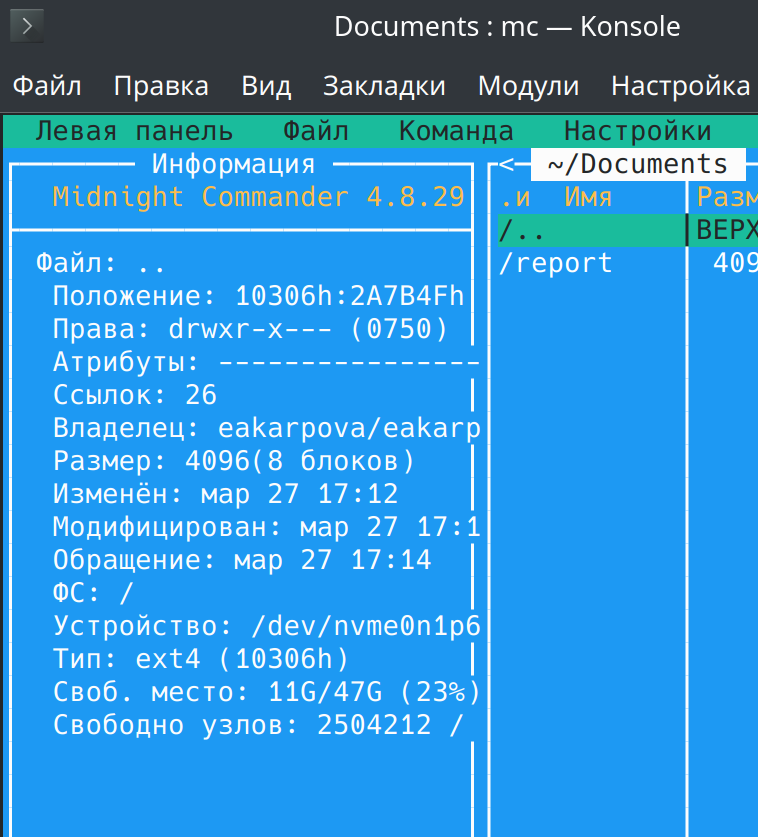 Documents : mc — Konsole
Файл Правка Вид Закладки Модули Настройка
Левая панель Файл Команда Настройки
Информация
Midnight Commander 4.8.29
Файл: ..
Положение: 10306h:2A7B4Fh
Права: drwxr-x--- (0750)
Атрибуты: ----------------
Ссылок: 26
Владелец: eakarpova/eakarp
Размер: 4096(8 блоков)
Изменён: мар 27 17:12
Модифицирован: мар 27 17:1
Обращение: мар 27 17:14
ФС: /
Устройство: /dev/nvme0n1p6
Тип: ext4 (10306h)
Своб. место: 11G/47G (23%)
Свободно узлов: 2504212 /
< ~/Documents
.и Имя Разм
/.. ВЕРХ
/report 409